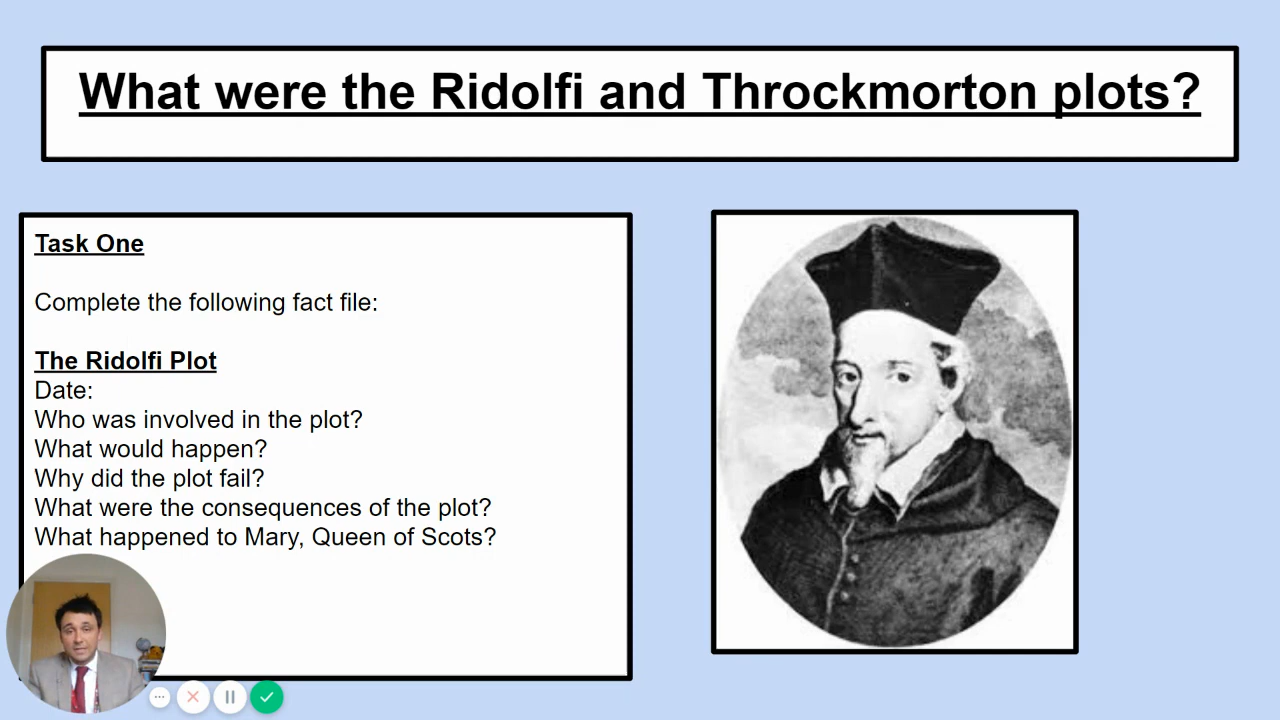 What were the Ridolfi and Throckmorton plots?
Task One
Complete the following fact file:
The Ridolfi Plot
Date:
Who was involved in the plot?
What would happen?
Why did the plot fail?
What were the consequences of the plot?
What happened to Mary, Queen of Scots?